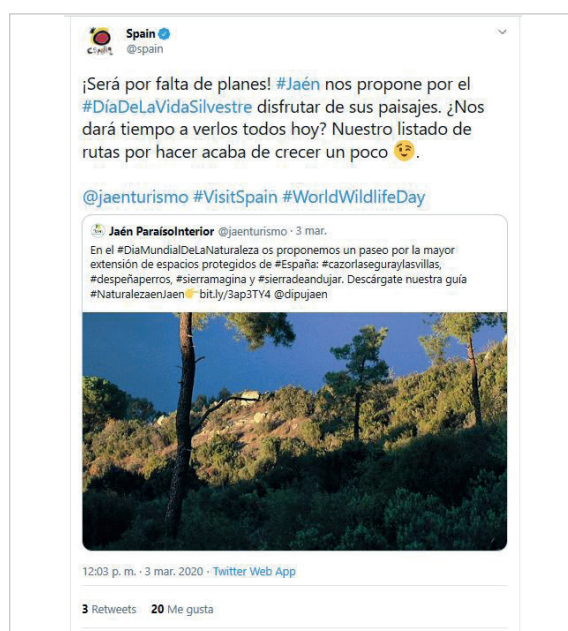 Spain
@spain
¡Será por falta de planes! #Jaén nos propone por el
#DíaDeLaVidaSilvestre disfrutar de sus paisajes. ¿Nos
dará tiempo a verlos todos hoy? Nuestro listado de
rutas por hacer acaba de crecer un poco 😉.
@jaenturismo #VisitSpain #WorldWildlifeDay
Jaén ParaísoInterior @jaenturismo · 3 mar.
En el #DiaMundialDeLaNaturaleza os proponemos un paseo por la mayor
extensión de espacios protegidos de #España: #cazorlaseguraylasvillas,
#despeñaperros, #sierramagina y #sierradeandujar. Descárgate nuestra guía
#NaturalezaenJaen👉bit.ly/3ap3TY4 @dipujaen
12:03 p. m. · 3 mar. 2020 · Twitter Web App
3 Retweets 20 Me gusta